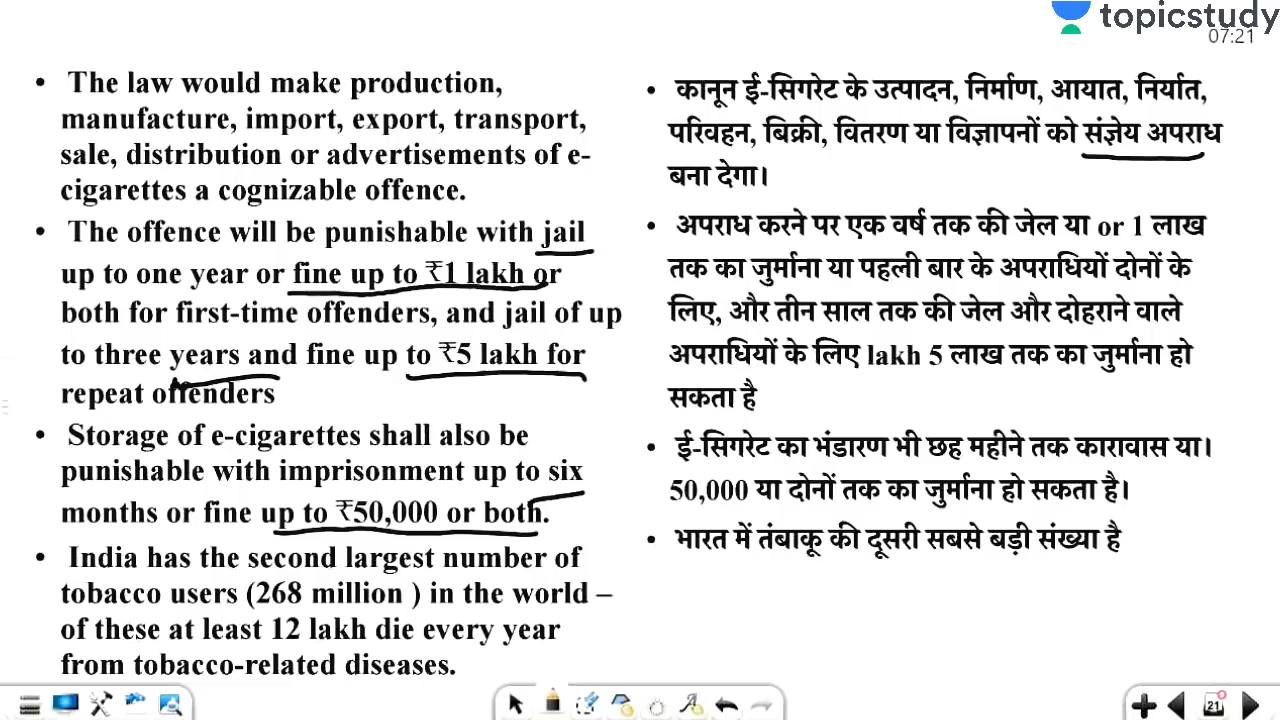 topicstudy
07:21
• The law would make production,
manufacture, import, export, transport,
sale, distribution or advertisements of e-
cigarettes a cognizable offence.
• The offence will be punishable with jail
up to one year or fine up to ₹1 lakh or
both for first-time offenders, and jail of up
to three years and fine up to ₹5 lakh for
repeat offenders
• Storage of e-cigarettes shall also be
punishable with imprisonment up to six
months or fine up to ₹50,000 or both.
• India has the second largest number of
tobacco users (268 million ) in the world –
of these at least 12 lakh die every year
from tobacco-related diseases.
• कानून ई-सिगरेट के उत्पादन, निर्माण, आयात, निर्यात,
परिवहन, बिक्री, वितरण या विज्ञापनों को संज्ञेय अपराध
बना देगा।
• अपराध करने पर एक वर्ष तक की जेल या or 1 लाख
तक का जुर्माना या पहली बार के अपराधियों दोनों के
लिए, और तीन साल तक की जेल और दोहराने वाले
अपराधियों के लिए lakh 5 लाख तक का जुर्माना हो
सकता है
• ई-सिगरेट का भंडारण भी छह महीने तक कारावास या।
50,000 या दोनों तक का जुर्माना हो सकता है।
• भारत में तंबाकू की दूसरी सबसे बड़ी संख्या है
21